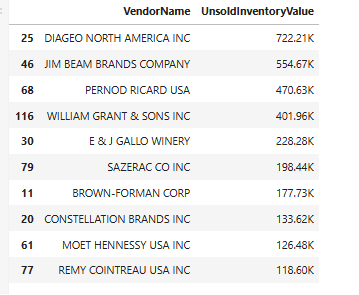 VendorName UnsoldInventoryValue
25 DIAGEO NORTH AMERICA INC 722.21K
46 JIM BEAM BRANDS COMPANY 554.67K
68 PERNOD RICARD USA 470.63K
116 WILLIAM GRANT & SONS INC 401.96K
30 E & J GALLO WINERY 228.28K
79 SAZERAC CO INC 198.44K
11 BROWN-FORMAN CORP 177.73K
20 CONSTELLATION BRANDS INC 133.62K
61 MOET HENNESSY USA INC 126.48K
77 REMY COINTREAU USA INC 118.60K